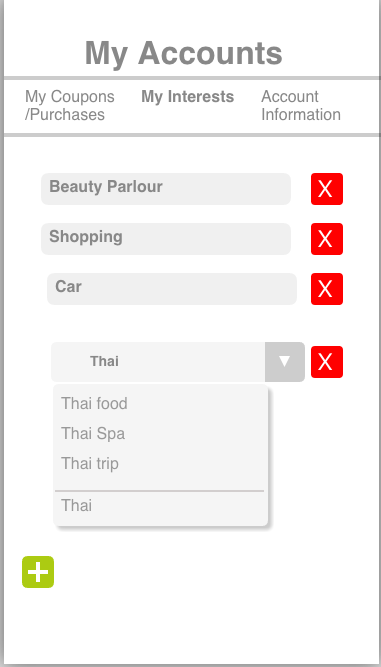 My Accounts
My Coupons
/Purchases
My Interests
Account
Information
Beauty Parlour
X
Shopping
X
Car
X
Thai
▼
X
Thai food
Thai Spa
Thai trip
Thai